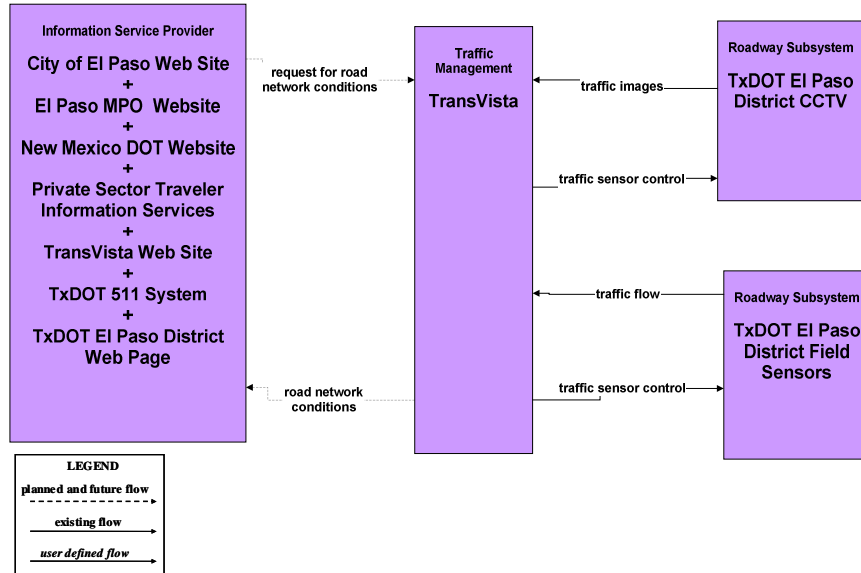 Information Service Provider
City of El Paso Web Site
+
El Paso MPO Website
+
New Mexico DOT Website
+
Private Sector Traveler
Information Services
+
TransVista Web Site
+
TxDOT 511 System
+
TxDOT El Paso District
Web Page
request for road
network conditions
road network
conditions
Traffic
Management
TransVista
traffic images
traffic sensor control
traffic flow
traffic sensor control
Roadway Subsystem
TxDOT El Paso
District CCTV
Roadway Subsystem
TxDOT El Paso
District Field
Sensors
LEGEND
planned and future flow
existing flow
user defined flow